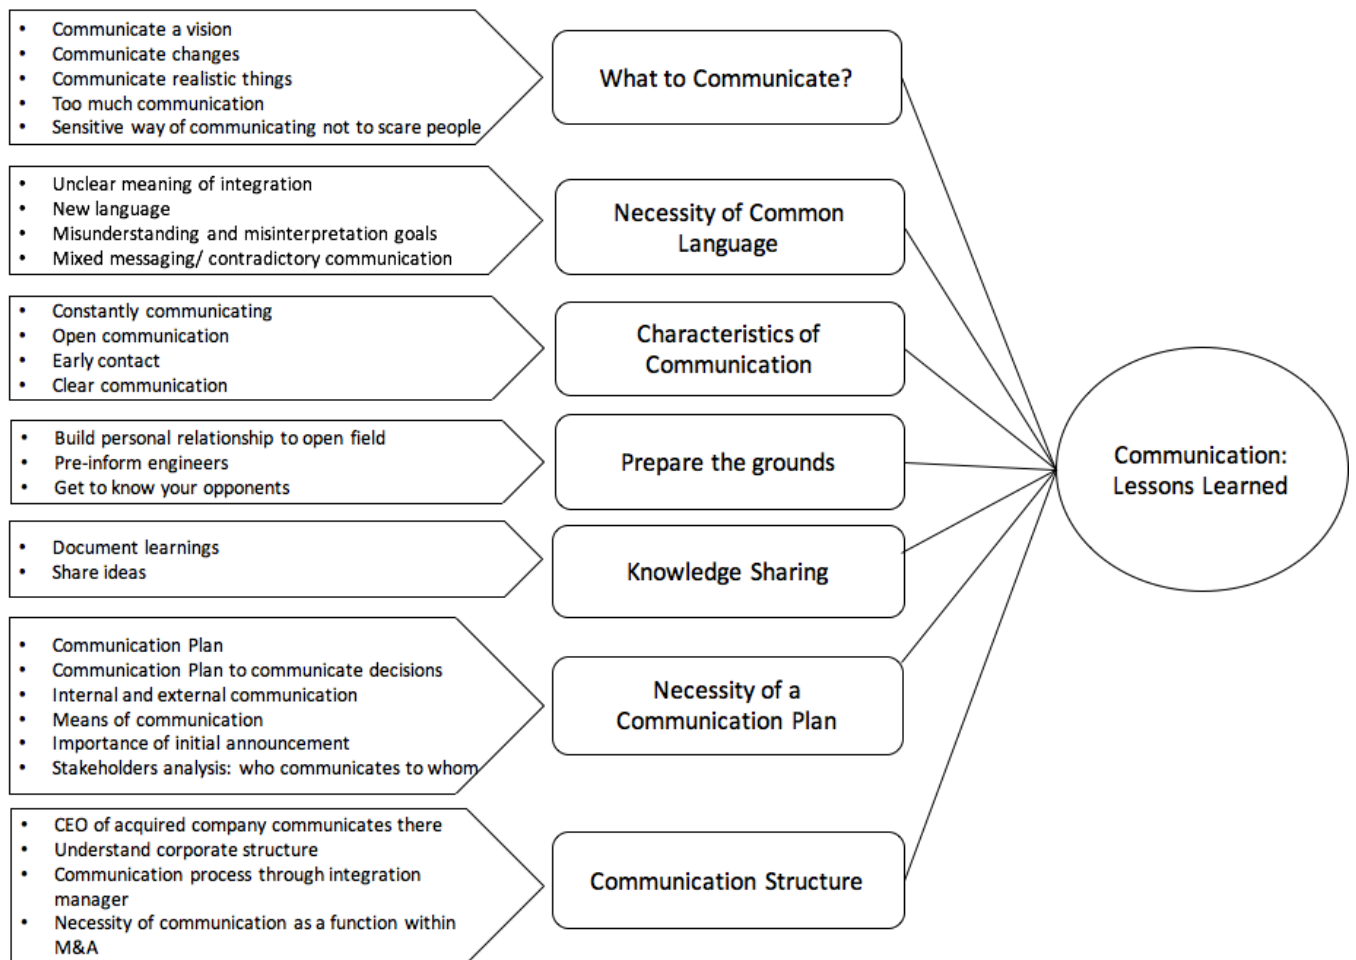 • Communicate a vision
• Communicate changes
• Communicate realistic things
• Too much communication
• Sensitive way of communicating not to scare people
What to Communicate?
• Unclear meaning of integration
• New language
• Misunderstanding and misinterpretation goals
• Mixed messaging/ contradictory communication
Necessity of Common
Language
• Constantly communicating
• Open communication
• Early contact
• Clear communication
Characteristics of
Communication
• Build personal relationship to open field
• Pre-inform engineers
• Get to know your opponents
Prepare the grounds
• Document learnings
• Share ideas
Knowledge Sharing
• Communication Plan
• Communication Plan to communicate decisions
• Internal and external communication
• Means of communication
• Importance of initial announcement
• Stakeholders analysis: who communicates to whom
Necessity of a
Communication Plan
• CEO of acquired company communicates there
• Understand corporate structure
• Communication process through integration
manager
• Necessity of communication as a function within
M&A
Communication Structure
Communication:
Lessons Learned